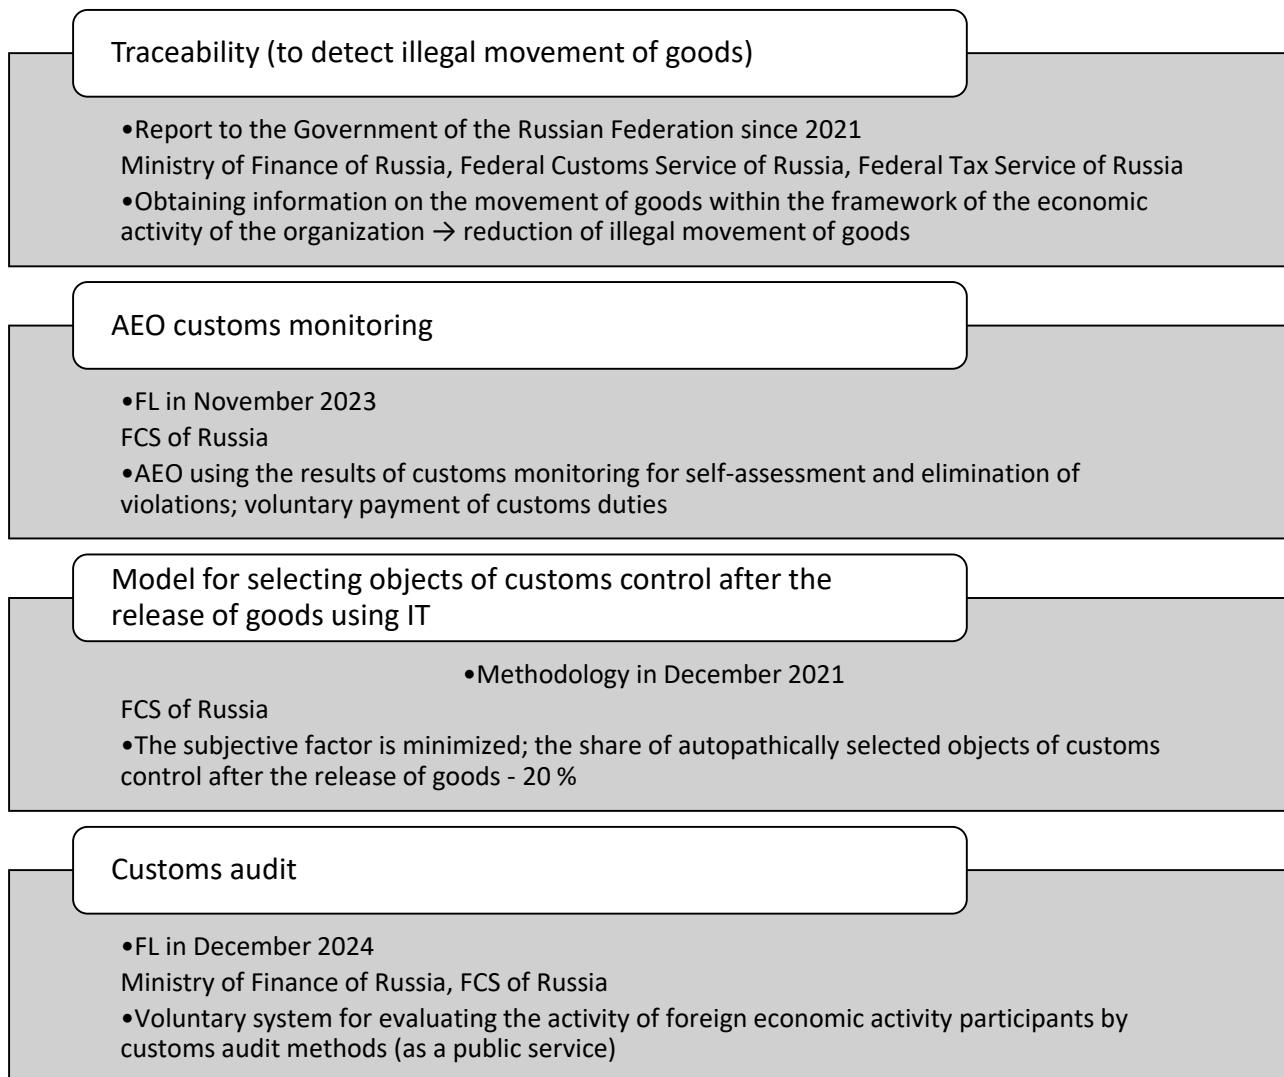 Traceability (to detect illegal movement of goods)
•Report to the Government of the Russian Federation since 2021
Ministry of Finance of Russia, Federal Customs Service of Russia, Federal Tax Service of Russia
•Obtaining information on the movement of goods within the framework of the economic
activity of the organization → reduction of illegal movement of goods
AEO customs monitoring
•FL in November 2023
FCS of Russia
•AEO using the results of customs monitoring for self-assessment and elimination of
violations; voluntary payment of customs duties
Model for selecting objects of customs control after the
release of goods using IT
•Methodology in December 2021
FCS of Russia
•The subjective factor is minimized; the share of autopathically selected objects of customs
control after the release of goods - 20 %
Customs audit
•FL in December 2024
Ministry of Finance of Russia, FCS of Russia
•Voluntary system for evaluating the activity of foreign economic activity participants by
customs audit methods (as a public service)